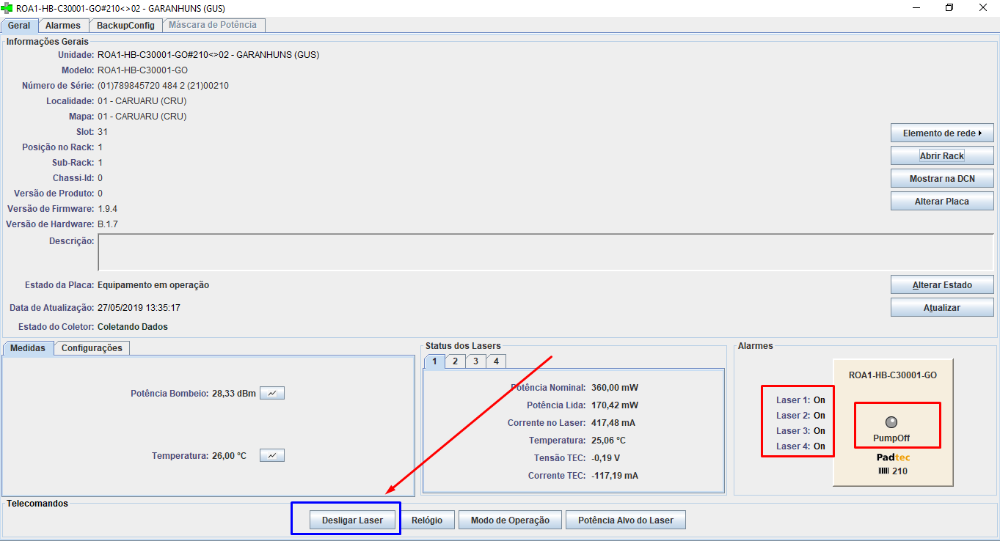 ROA1-HB-C30001-GO#210<>02 - GARANHUNS (GUS)
Geral Alarmes BackupConfig Máscara de Potência
Informações Gerais
Unidade: ROA1-HB-C30001-GO#210<>02 - GARANHUNS (GUS)
Modelo: ROA1-HB-C30001-GO
Número de Série: (01)789845720 484 2 (21)00210
Localidade: 01 - CARUARU (CRU)
Mapa: 01 - CARUARU (CRU)
Slot: 31
Posição no Rack: 1
Sub-Rack: 1
Chassi-Id: 0
Versão de Produto: 0
Versão de Firmware: 1.9.4
Versão de Hardware: B.1.7
Descrição:
Elemento de rede
Abrir Rack
Mostrar na DCN
Alterar Placa
Estado da Placa: Equipamento em operação
Alterar Estado
Data de Atualização: 27/05/2019 13:35:17
Atualizar
Estado do Coletor: Coletando Dados
Medidas Configurações
Potência Bombeio: 28,33 dBm
Temperatura: 26,00 °C
Status dos Lasers
1 2 3 4
Potência Nominal: 360,00 mW
Potência Lida: 170,42 mW
Corrente no Laser: 417,48 mA
Temperatura: 25,06 °C
Tensão TEC: -0,19 V
Corrente TEC: -117,19 mA
Alarmes
Laser 1: On
Laser 2: On
Laser 3: On
Laser 4: On
ROA1-HB-C30001-GO
PumpOff
Padtec
210
Telecomandos
Desligar Laser Relógio Modo de Operação Potência Alvo do Laser